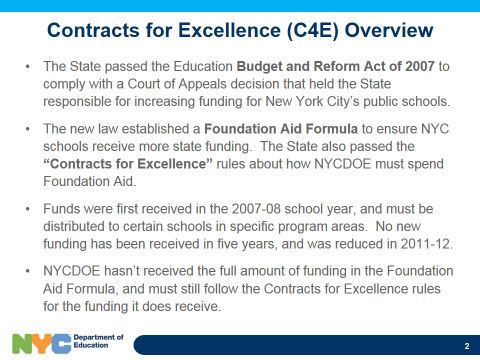 Contracts for Excellence (C4E) Overview
• The State passed the Education Budget and Reform Act of 2007 to
comply with a Court of Appeals decision that held the State
responsible for increasing funding for New York City's public schools.
• The new law established a Foundation Aid Formula to ensure NYC
schools receive more state funding.  The State also passed the
“Contracts for Excellence” rules about how NYCDOE must spend
Foundation Aid.
• Funds were first received in the 2007-08 school year, and must be
distributed to certain schools in specific program areas.  No new
funding has been received in five years, and was reduced in 2011-12.
• NYCDOE hasn't received the full amount of funding in the Foundation
Aid Formula, and must still follow the Contracts for Excellence rules
for the funding it does receive.
NYC Department of
Education
2